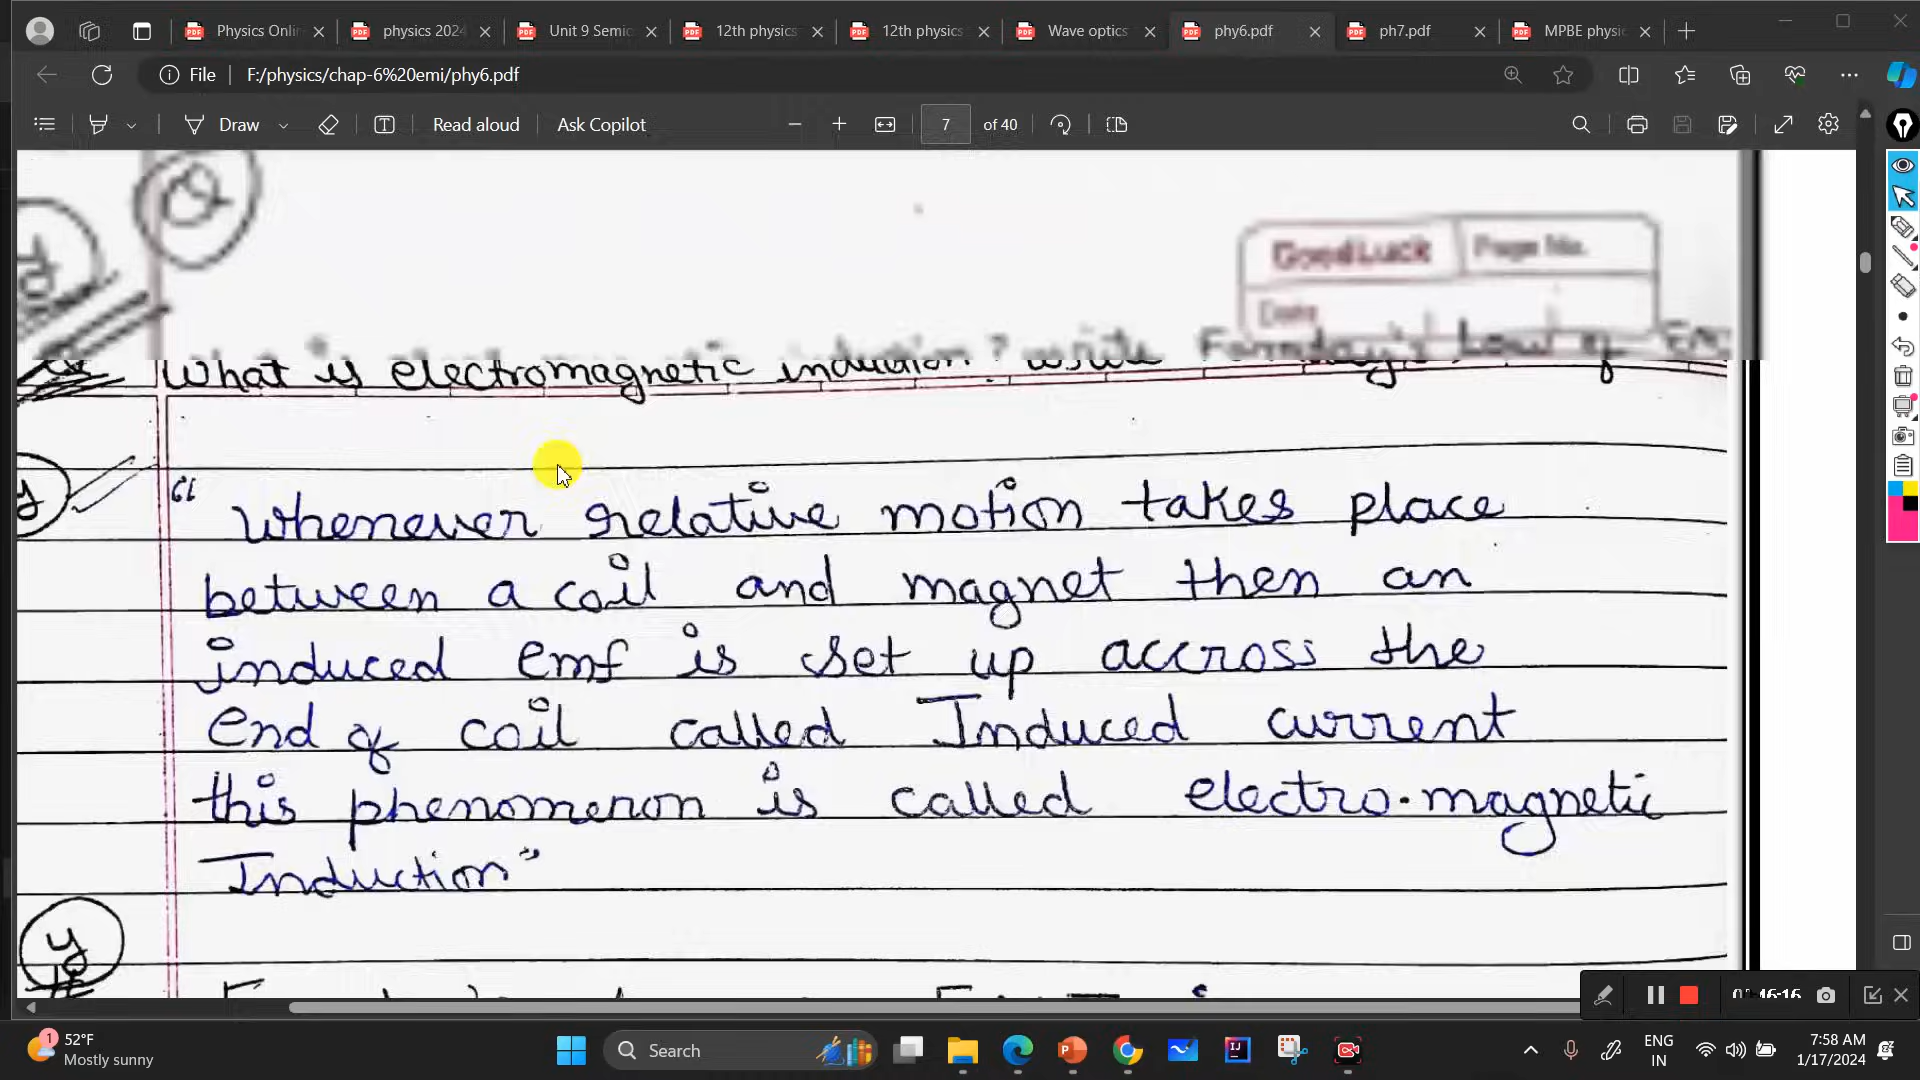 Physics Onlin
physics 2024
Unit 9 Semic
12th physics
12th physics
Wave optics
phy6.pdf
ph7.pdf
MPBE physic
File
F:/physics/chap-6%20emi/phy6.pdf
Draw
Read aloud
Ask Copilot
7
of 40
GoodLuck
Page No.
Date
What is electromagnetic induction? write Faraday's Law of
“ Whenever relative motion takes place
between a coil and magnet then an
induced emf is set up accross the
end of coil called Induced current
this phenomenon is called electro-magnetic
Induction”
1
52°F
Mostly sunny
Search
ENG
IN
7:58 AM
1/17/2024